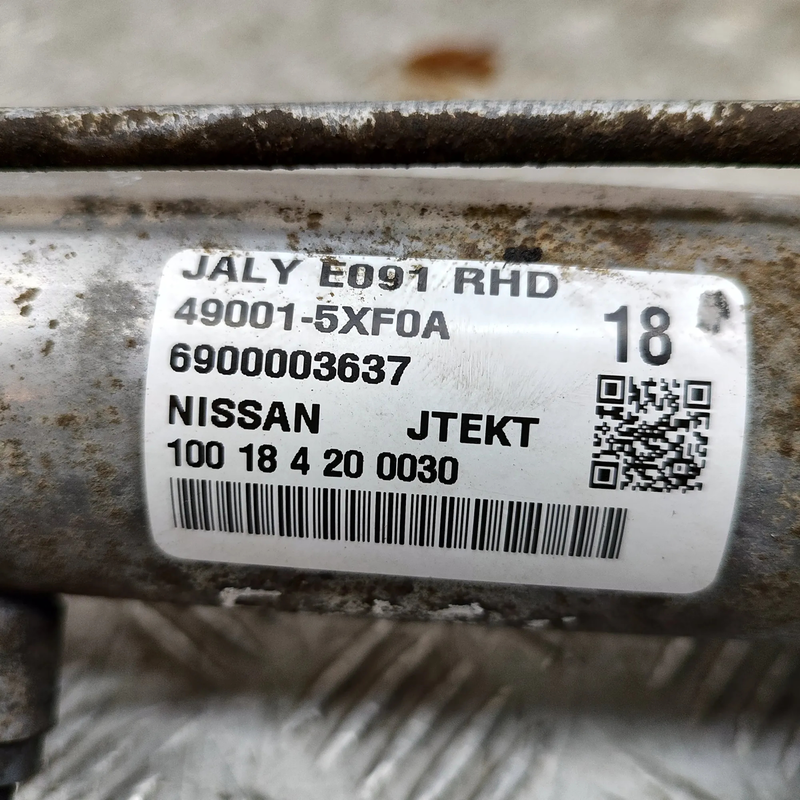 JALY E091 RHD
49001-5XF0A
18
6900003637
NISSAN JTEKT
100 18 4 20 0030